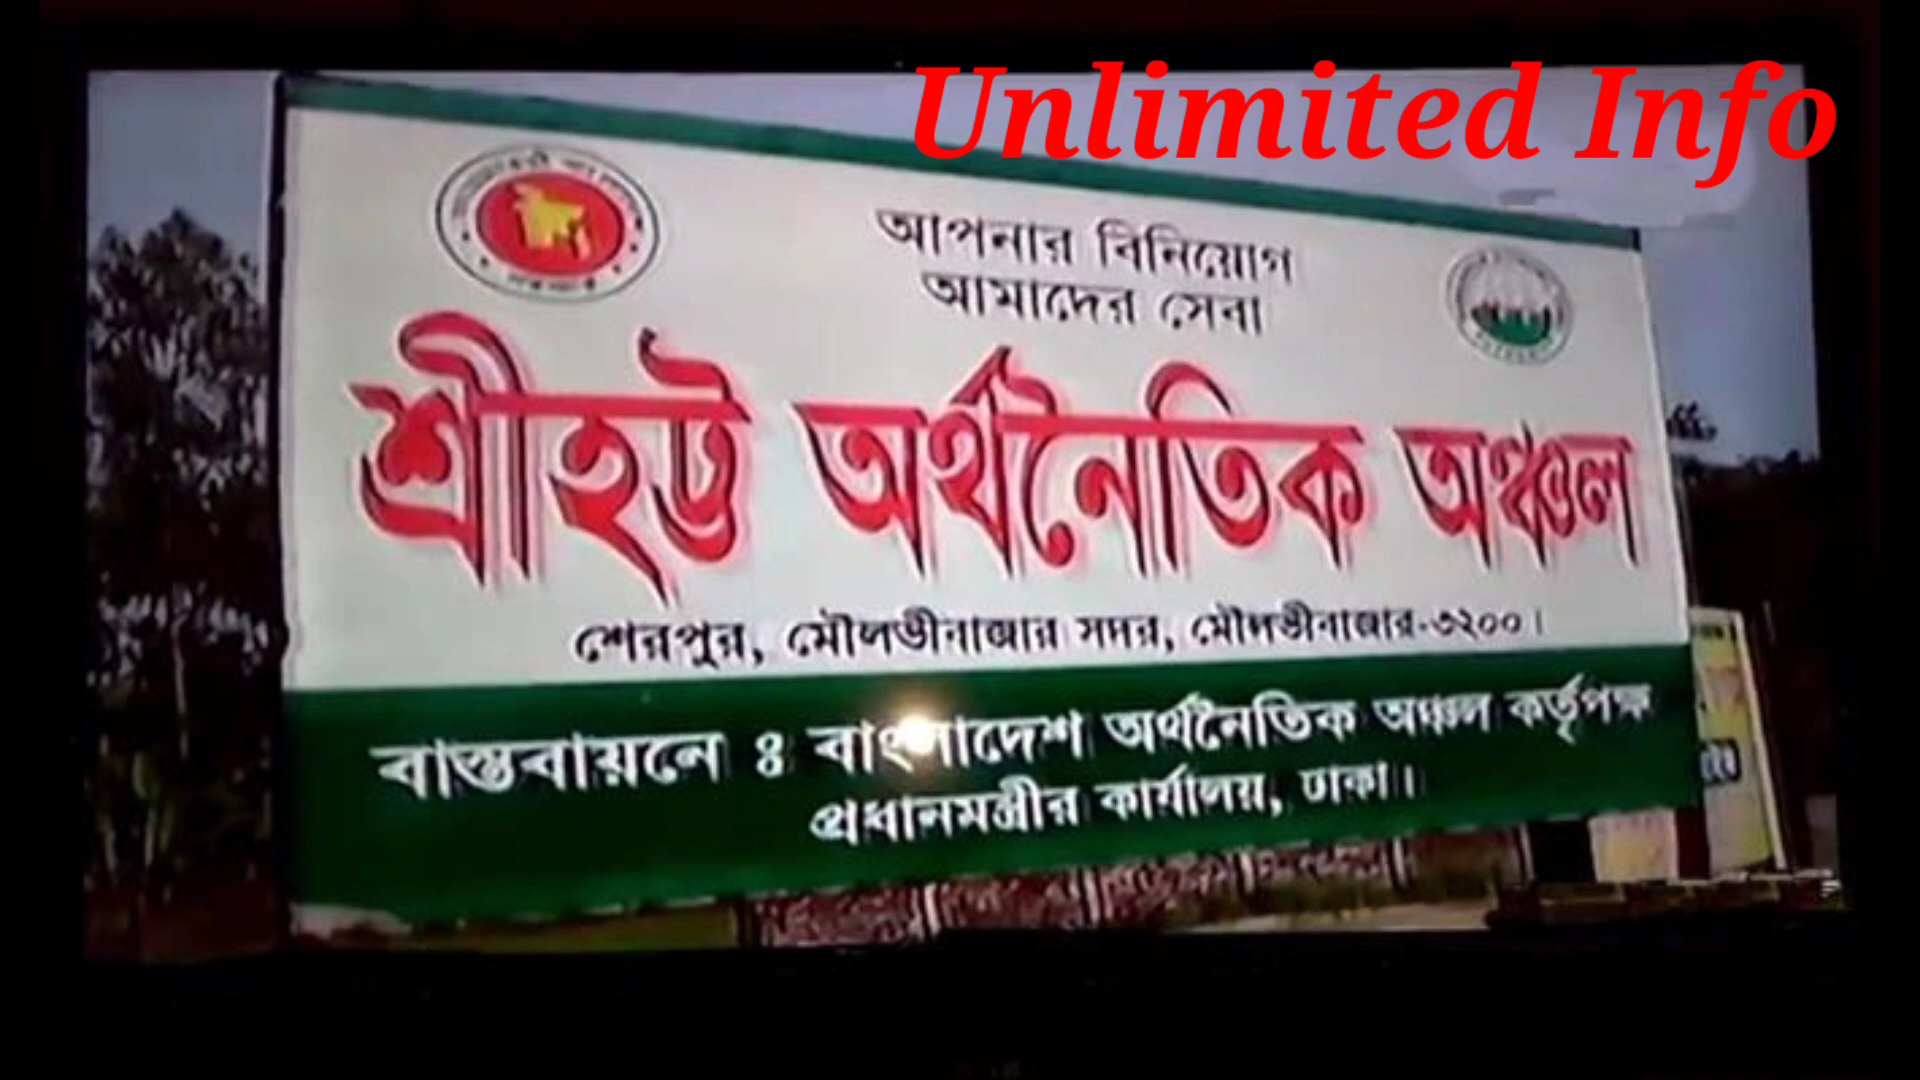 Unlimited Info
আপনার বিনিয়োগ
আমাদের সেবা
শ্রীহট্ট অর্থনৈতিক অঞ্চল
শেরপুর, মৌলভীবাজার সদর, মৌলভীবাজার-৩২০০।
বাস্তবায়নে ঃ বাংলাদেশ অর্থনৈতিক অঞ্চল কর্তৃপক্ষ
প্রধানমন্ত্রীর কার্যালয়, ঢাকা।